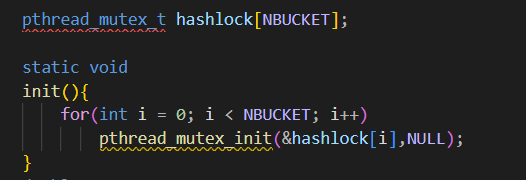 pthread_mutex_t hashlock[NBUCKET];
static void
init(){
for(int i = 0; i < NBUCKET; i++)
pthread_mutex_init(&hashlock[i],NULL);
}